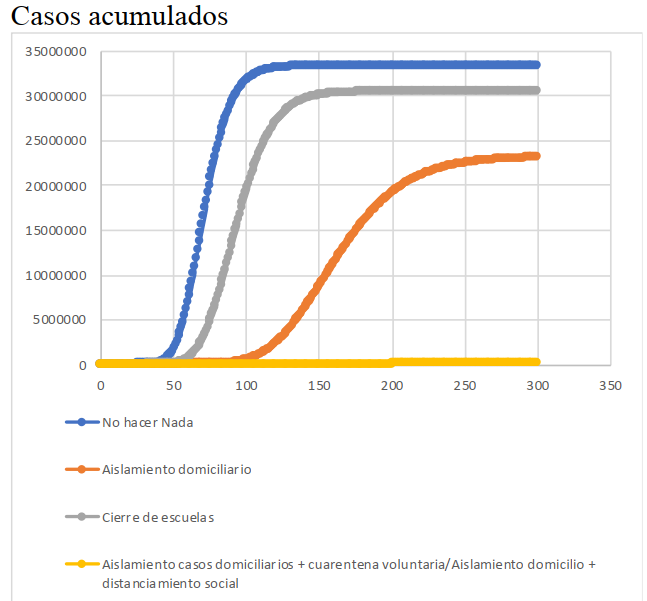 Casos acumulados
35000000
30000000
25000000
20000000
15000000
10000000
5000000
0
0 50 100 150 200 250 300 350
No hacer Nada
Aislamiento domiciliario
Cierre de escuelas
Aislamiento casos domiciliarios + cuarentena voluntaria/Aislamiento domicilio +
distanciamiento social